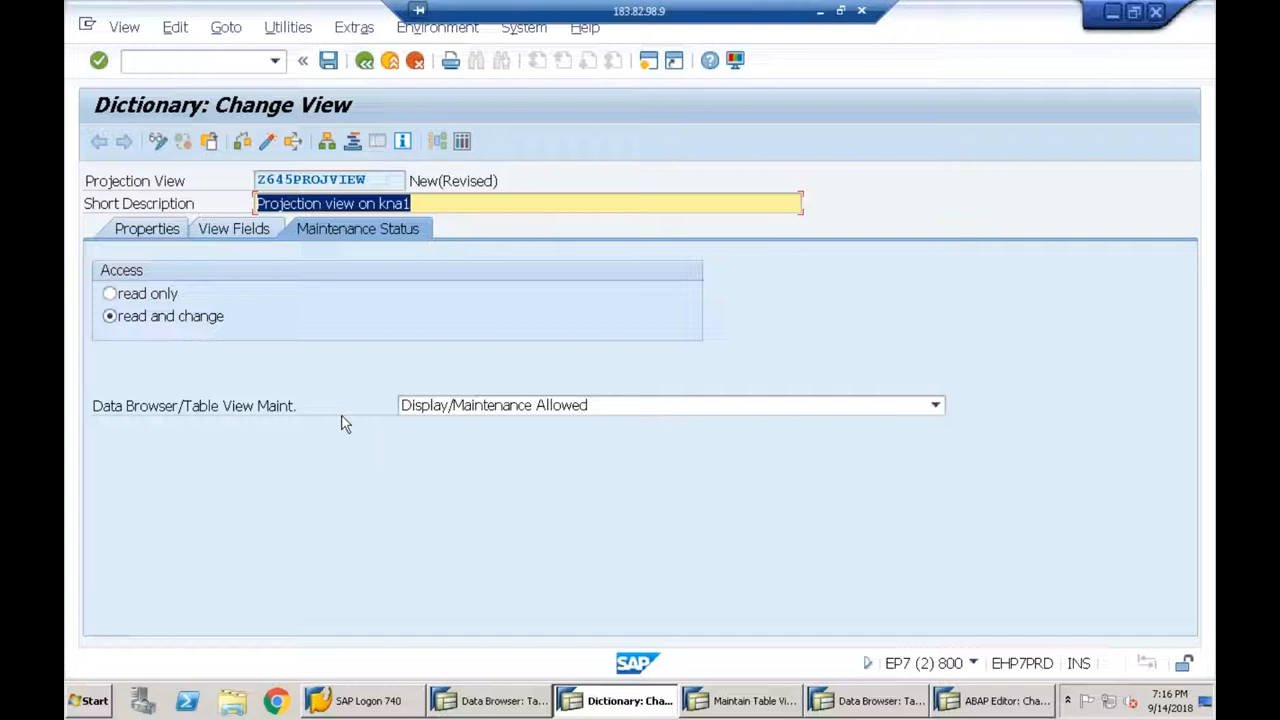 183.82.98.9
View Edit Goto Utilities Extras Environment System Help
Dictionary: Change View
Projection View Z645PROJVIEW New(Revised)
Short Description Projection view on kna1
Properties View Fields Maintenance Status
Access
read only
read and change
Data Browser/Table View Maint. Display/Maintenance Allowed
SAP EP7 (2) 800 EHP7PRD INS
Start SAP Logon 740 Data Browser: Ta... Dictionary: Cha... Maintain Table Vi... Data Browser: Ta... ABAP Editor: Cha... 7:16 PM
9/14/2018